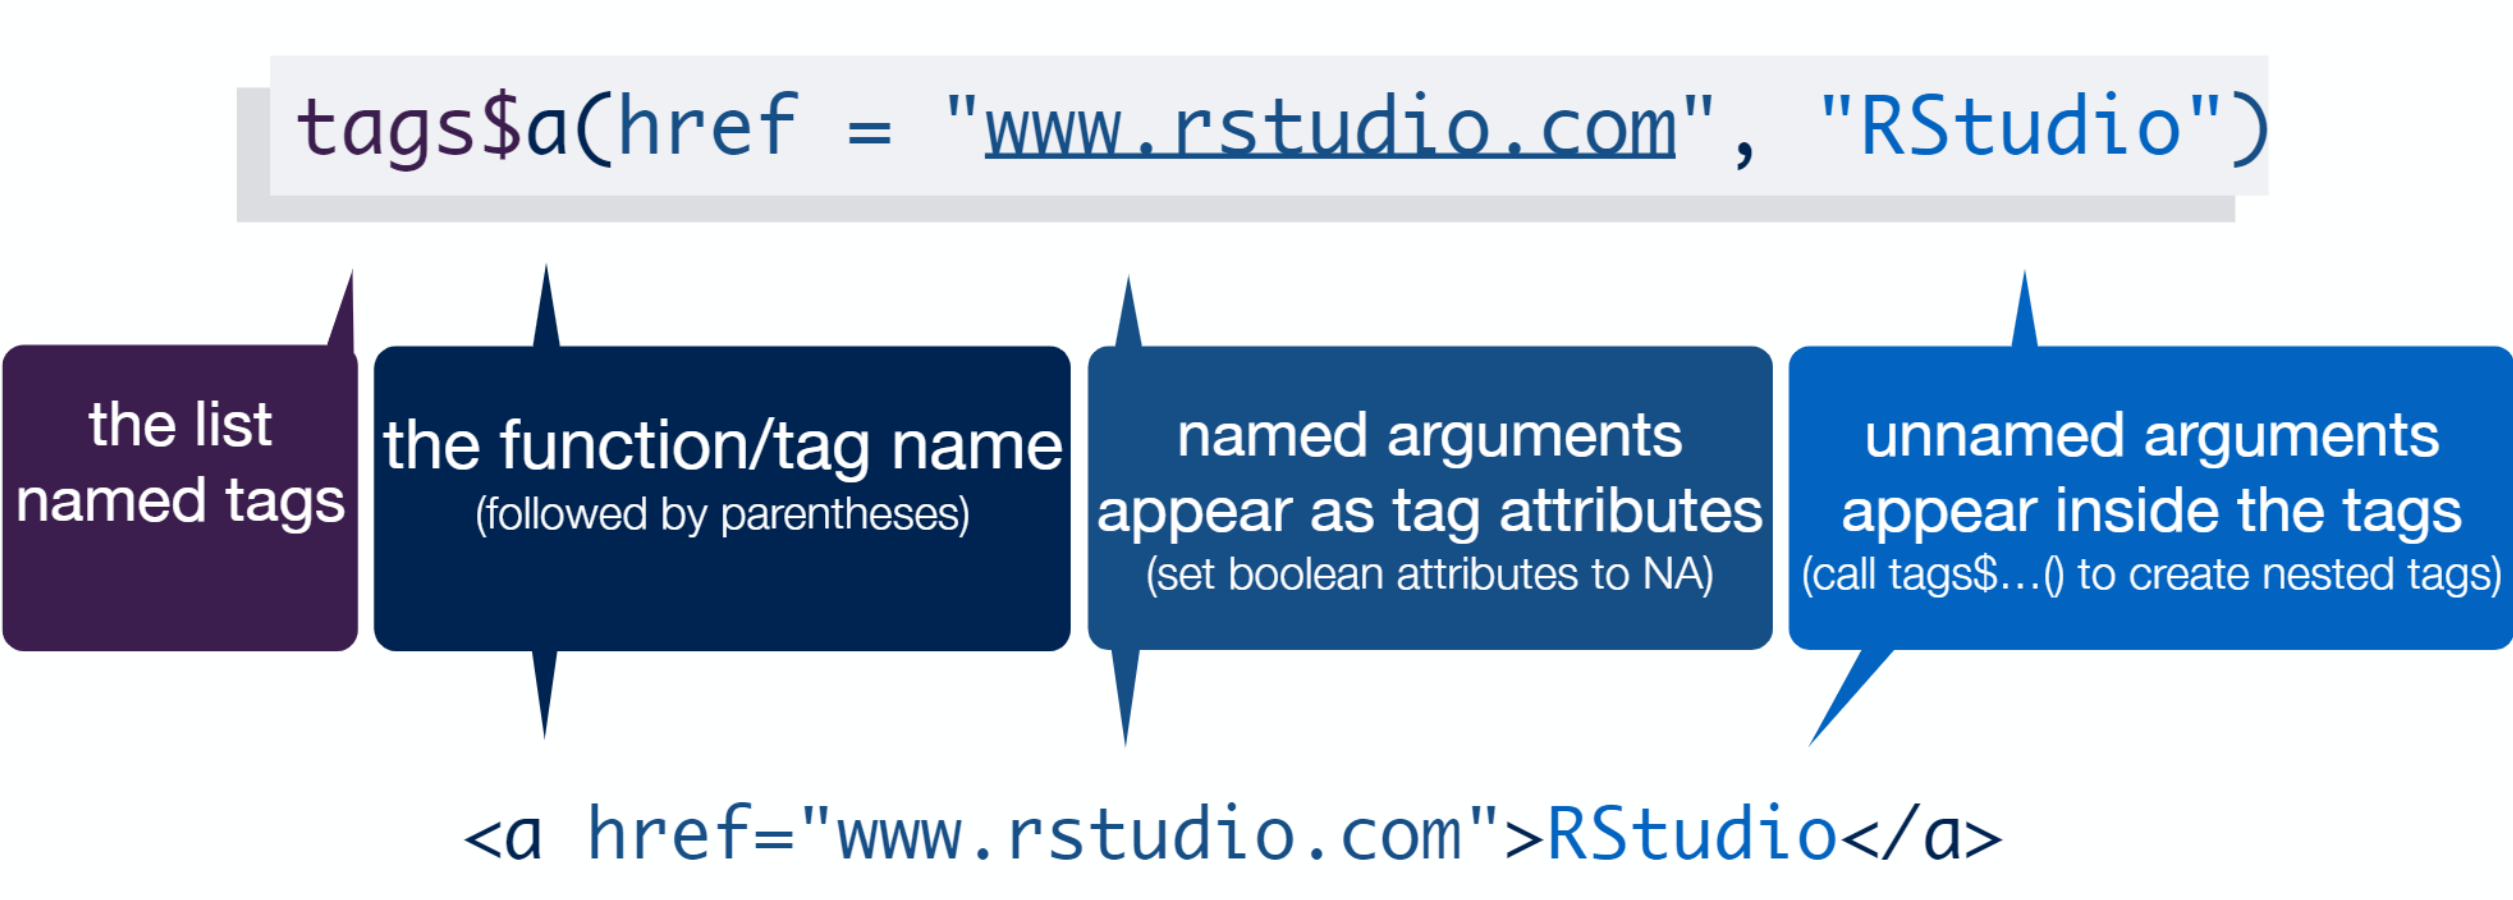 tags$a(href = "www.rstudio.com", "RStudio")
the list
named tags
the function/tag name
(followed by parentheses)
named arguments
appear as tag attributes
(set boolean attributes to NA)
unnamed arguments
appear inside the tags
(call tags$...() to create nested tags)
<a href="www.rstudio.com">RStudio</a>